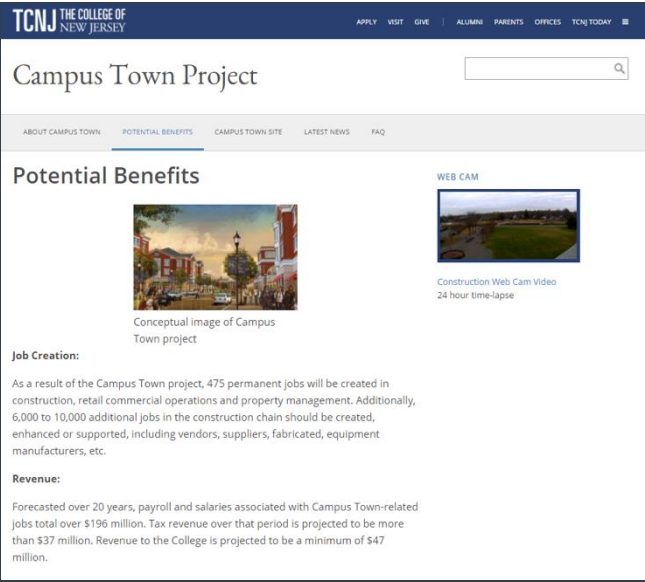 TCNJ THE COLLEGE OF
NEW JERSEY
APPLY VISIT GIVE | ALUMNI PARENTS OFFICES TCNJ TODAY
Campus Town Project
ABOUT CAMPUS TOWN POTENTIAL BENEFITS CAMPUS TOWN SITE LATEST NEWS FAQ
Potential Benefits
Conceptual image of Campus
Town project
Job Creation:
As a result of the Campus Town project, 475 permanent jobs will be created in
construction, retail commercial operations and property management. Additionally,
6,000 to 10,000 additional jobs in the construction chain should be created,
enhanced or supported, including vendors, suppliers, fabricated, equipment
manufacturers, etc.
Revenue:
Forecasted over 20 years, payroll and salaries associated with Campus Town-related
jobs total over $196 million. Tax revenue over that period is projected to be more
than $37 million. Revenue to the College is projected to be a minimum of $47
million.
WEB CAM
Construction Web Cam Video
24 hour time-lapse